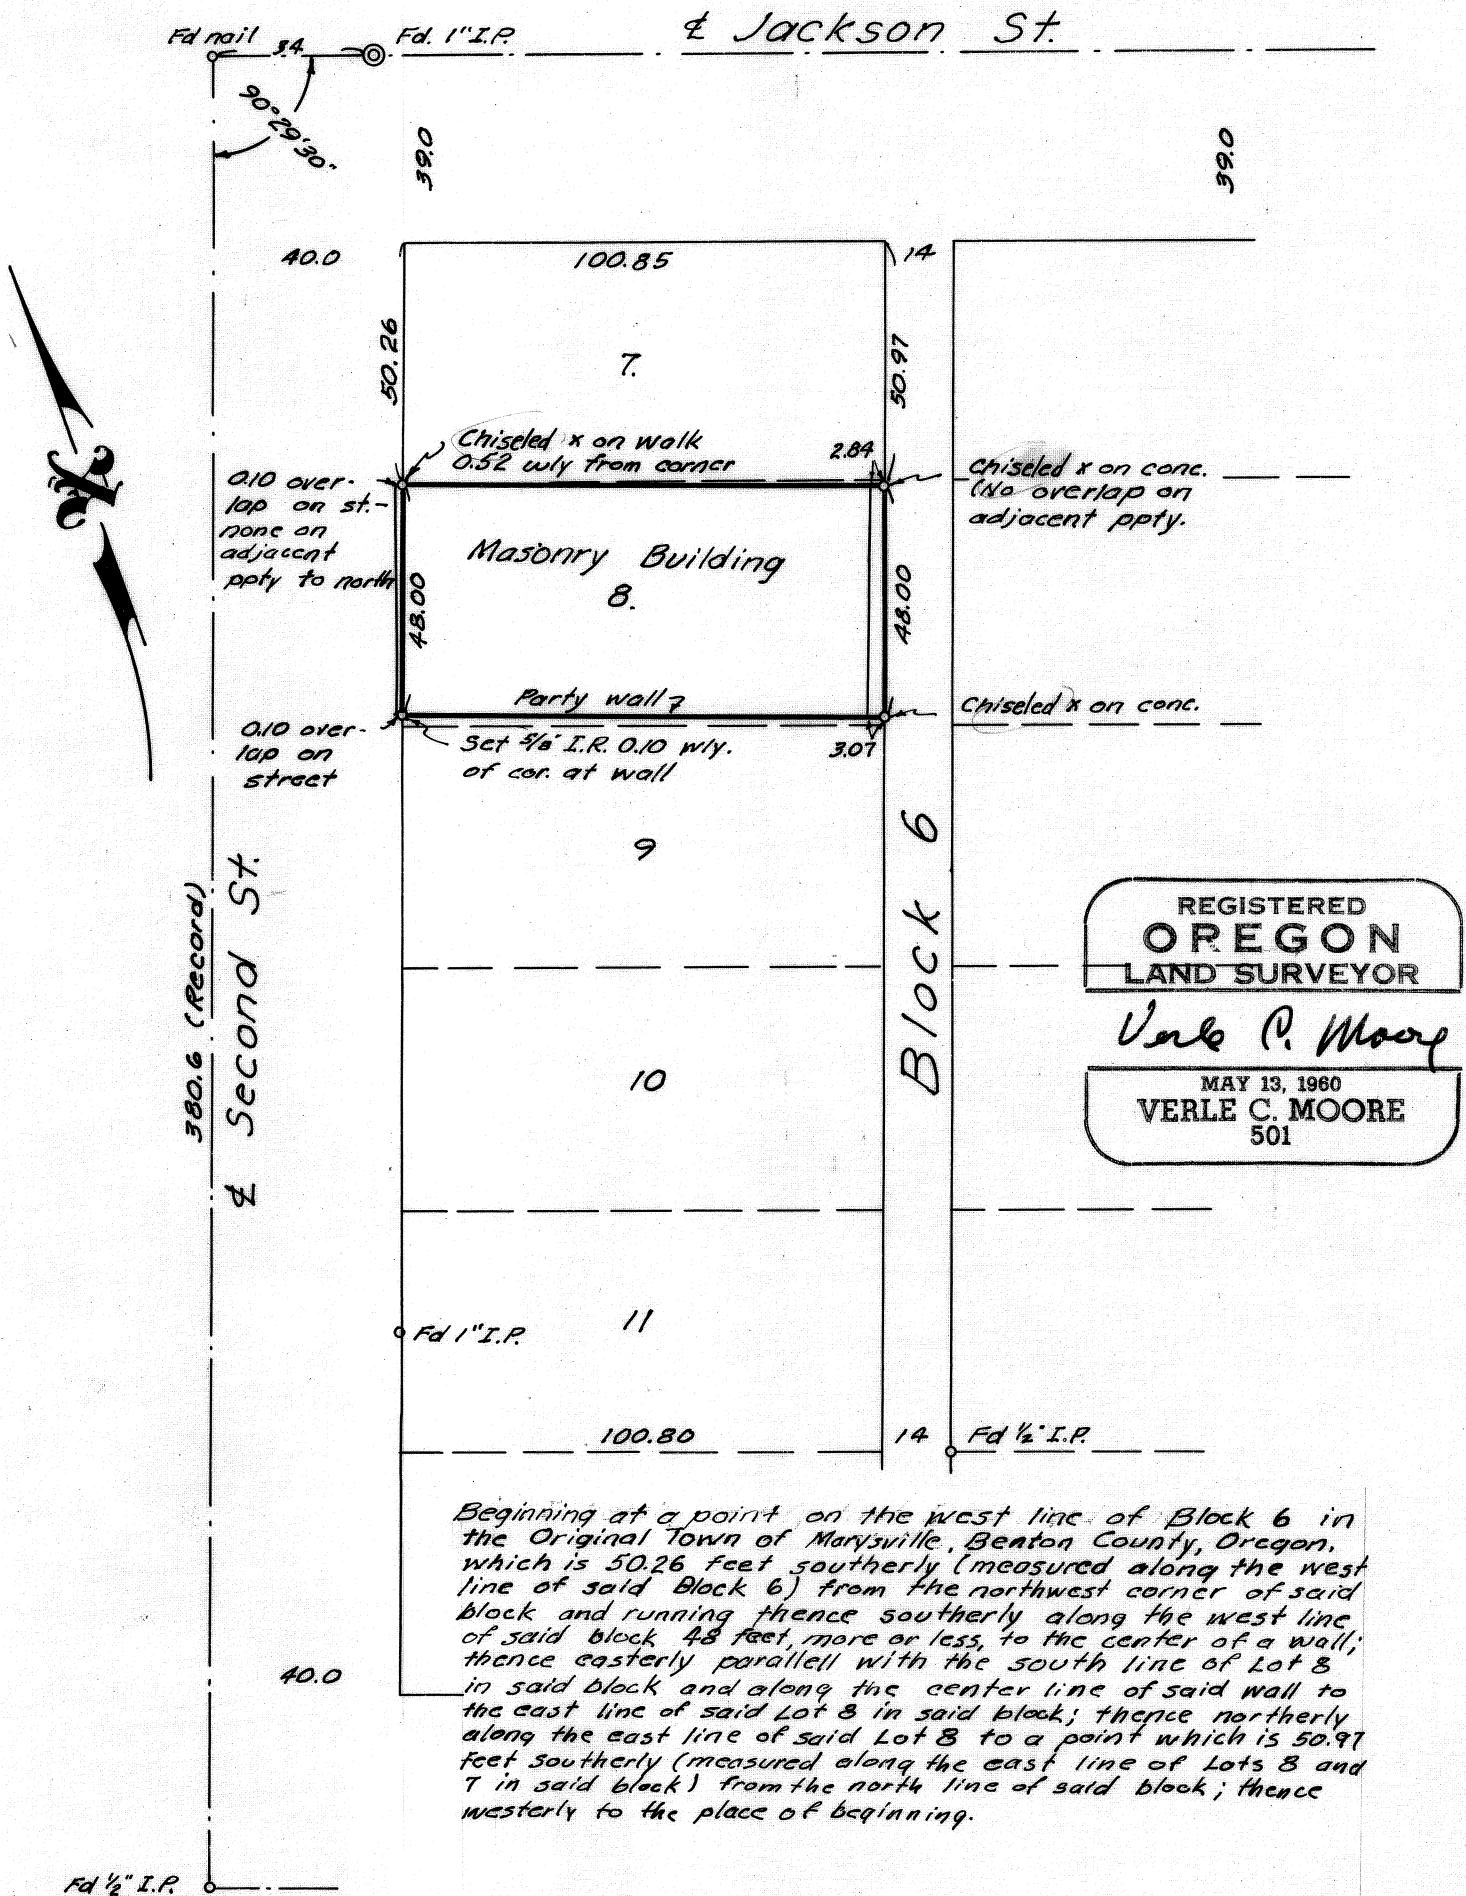 ℄ Jackson St.
Fd nail
34
Fd. 1" I.P.
90°29'30"
39.0
39.0
40.0
100.85
14
50.26
7.
50.97
Chiseled x on walk
0.52 wly from corner
2.84
Chiseled x on conc.
(No overlap on
adjacent ppty.
0.10 over-
lap on st.-
none on
adjacent
ppty to north
Masonry Building
8.
48.00
48.00
Party wall
Chiseled x on conc.
0.10 over-
lap on
street
Set 5/8" I.R. 0.10 wly.
of cor. at wall
3.07
9
Block 6
380.6 (Record)
℄ Second St.
REGISTERED
OREGON
LAND SURVEYOR
Verle C. Moore
MAY 13, 1960
VERLE C. MOORE
501
10
11
Fd 1" I.P.
100.80
14
Fd 1/2" I.P.
Beginning at a point on the west line of Block 6 in
the Original Town of Marysville, Benton County, Oregon.
which is 50.26 feet southerly (measured along the west
line of said Block 6) from the northwest corner of said
block and running thence southerly along the west line
of said block 48 feet, more or less, to the center of a wall;
thence easterly parallell with the south line of Lot 8
in said block and along the center line of said wall to
the east line of said Lot 8 in said block; thence northerly
along the east line of said Lot 8 to a point which is 50.97
feet southerly (measured along the east line of Lots 8 and
7 in said block) from the north line of said block; thence
westerly to the place of beginning.
40.0
Fd 1/2" I.P.